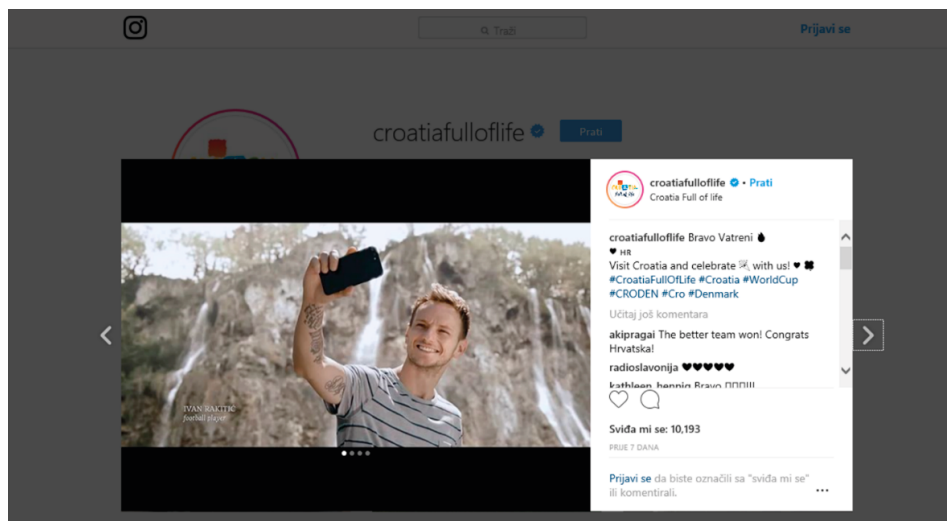 Traži
Prijavi se
croatiafulloflife
Prati
croatiafulloflife • Prati
Croatia Full of life
croatiafulloflife Bravo Vatreni
HR
Visit Croatia and celebrate with us!
#CroatiaFullOfLife #Croatia #WorldCup
#CRODEN #Cro #Denmark
Učitaj još komentara
akipragai The better team won! Congrats
Hrvatska!
radioslavonija ♥♥♥♥♥
kathleen_hennig Bravo
IVAN RAKITIĆ
football player
Sviđa mi se: 10,193
PRIJE 7 DANA
Prijavi se da biste označili sa "sviđa mi se"
ili komentirali.